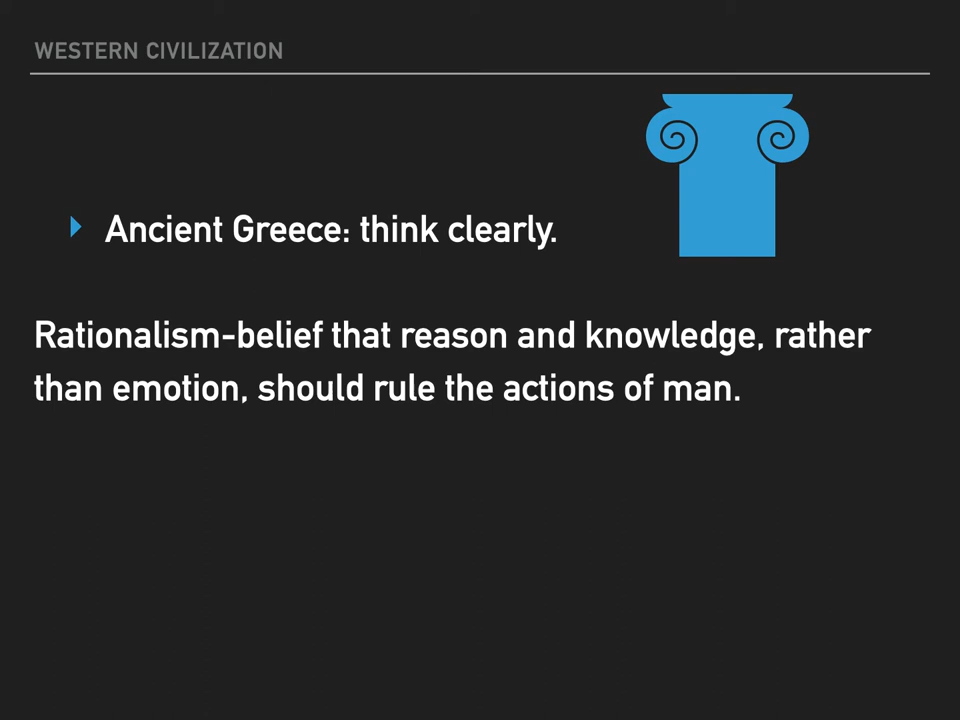 WESTERN CIVILIZATION
Ancient Greece: think clearly.
Rationalism-belief that reason and knowledge, rather
than emotion, should rule the actions of man.